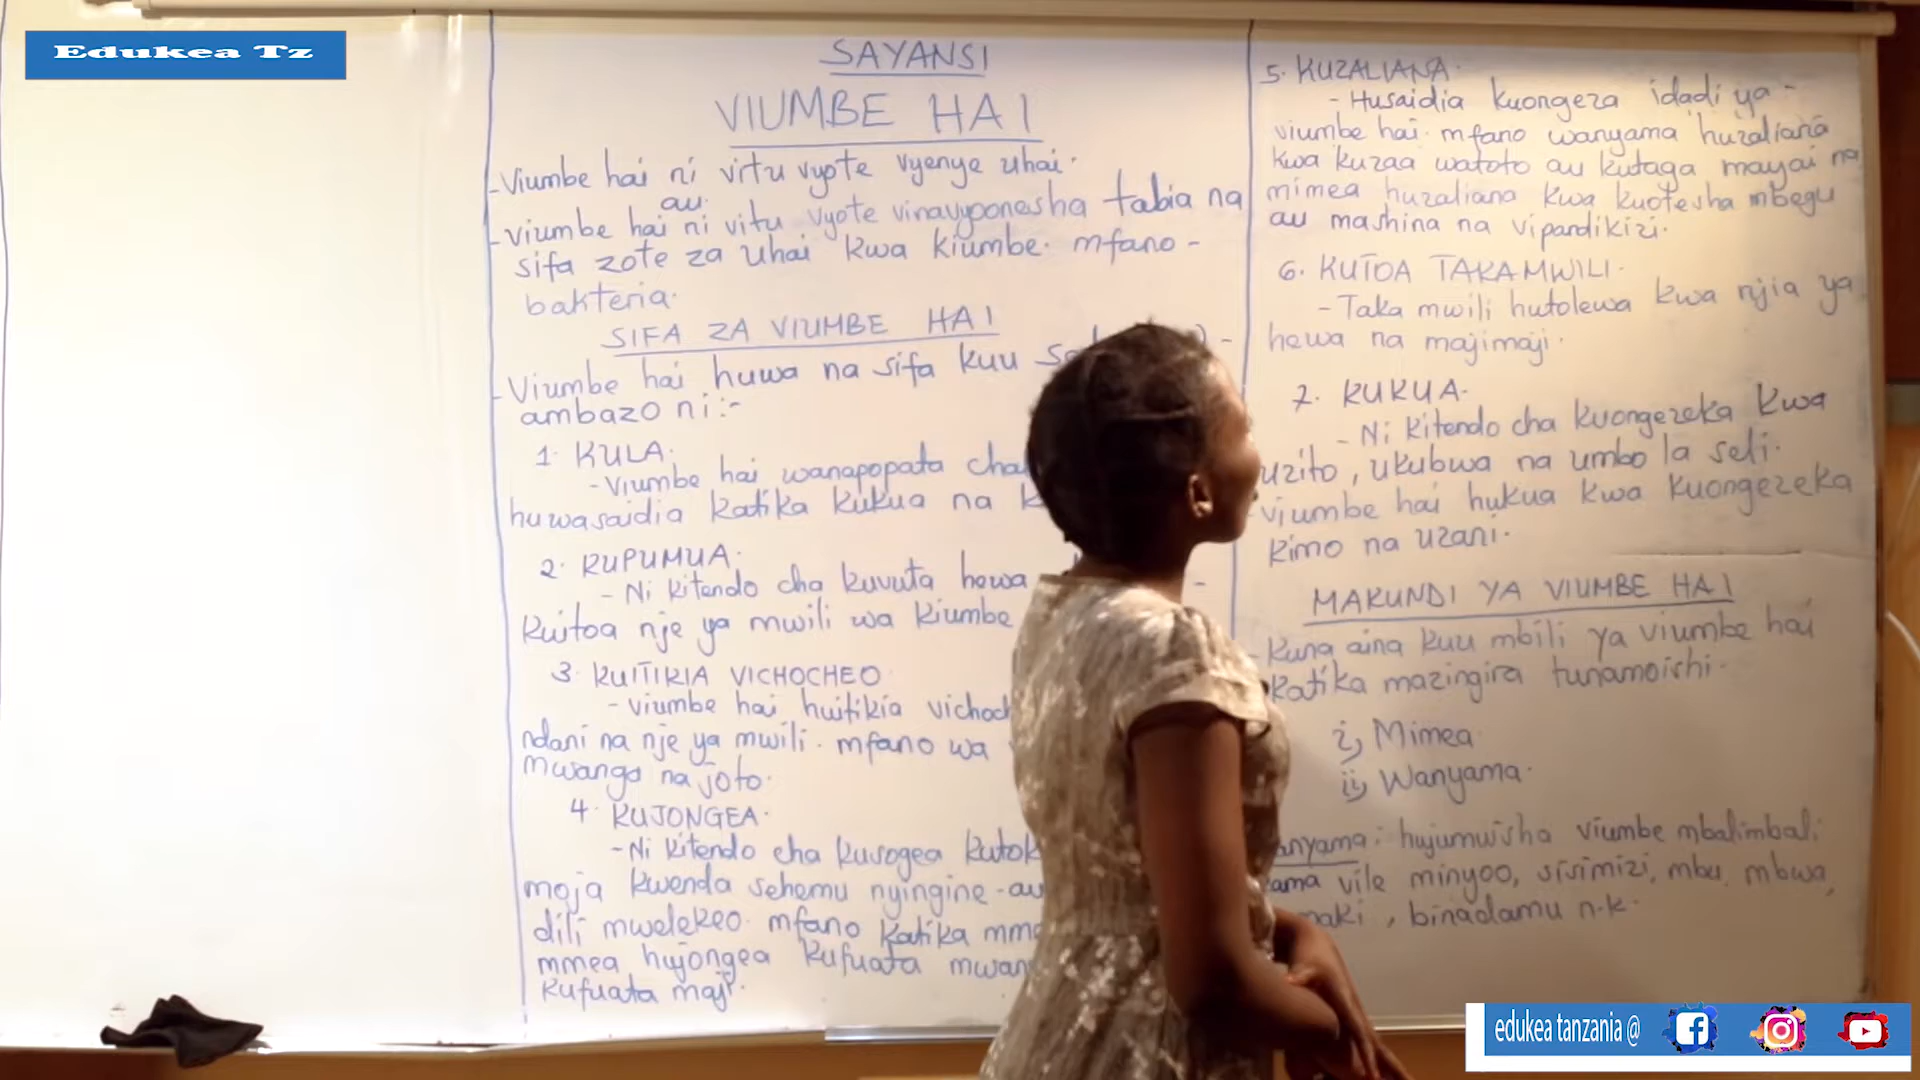 Edukea Tz
SAYANSI
VIUMBE HAI
- Viumbe hai ni virtu vyote vyenye uhai.
au.
- viumbe hai ni vitu vyote vinavyoonesha tabia na
sifa zote za uhai kwa kiumbe. mfano -
bakteria.
SIFA ZA VIUMBE HAI
- Viumbe hai huwa na sifa kuu
ambazo ni:-
1. KULA.
- Viumbe hai wanapopata
huwasaidia katika kukua na
2. KUPUMUA.
- Ni kitendo cha kuvuta hewa -
kuitoa nje ya mwili wa kiumbe
3. KUITIKIA VICHOCHEO
- viumbe hai huitikia
ndani na nje ya mwili. mfano wa
mwanga na joto.
4. KUJONGEA.
- Ni kitendo cha kusogea
moja kwenda sehemu nyingine. au
dili mwelekeo. mfano katika
mmea hujongea kufuata
kufuata maji.
5. KUZALIANA.
- Husaidia kuongeza idadi ya -
viumbe hai. mfano wanyama huzaliana
kwa kuzaa watoto au kutaga mayai na
mimea huzaliana kwa kuotesha mbegu
au mashina na vipandikizi.
6. KUTOA TAKAMWILI.
- Taka mwili hutolewa kwa njia ya
hewa na majimaji.
7. KUKUA.
- Ni kitendo cha kuongezeka kwa
uzito, ukubwa na umbo la seli.
- viumbe hai hukua kwa kuongezeka
kimo na uzani.
MAKUNDI YA VIUMBE HAI
- Kuna aina kuu mbili ya viumbe hai
katika mazingira tunamoishi.
i, Mimea
ii, Wanyama.
anyama: hujumuisha viumbe mbalimbali
kama vile minyoo, sisimizi, mbu, mbwa,
, binadamu n.k.
edukea tanzania @